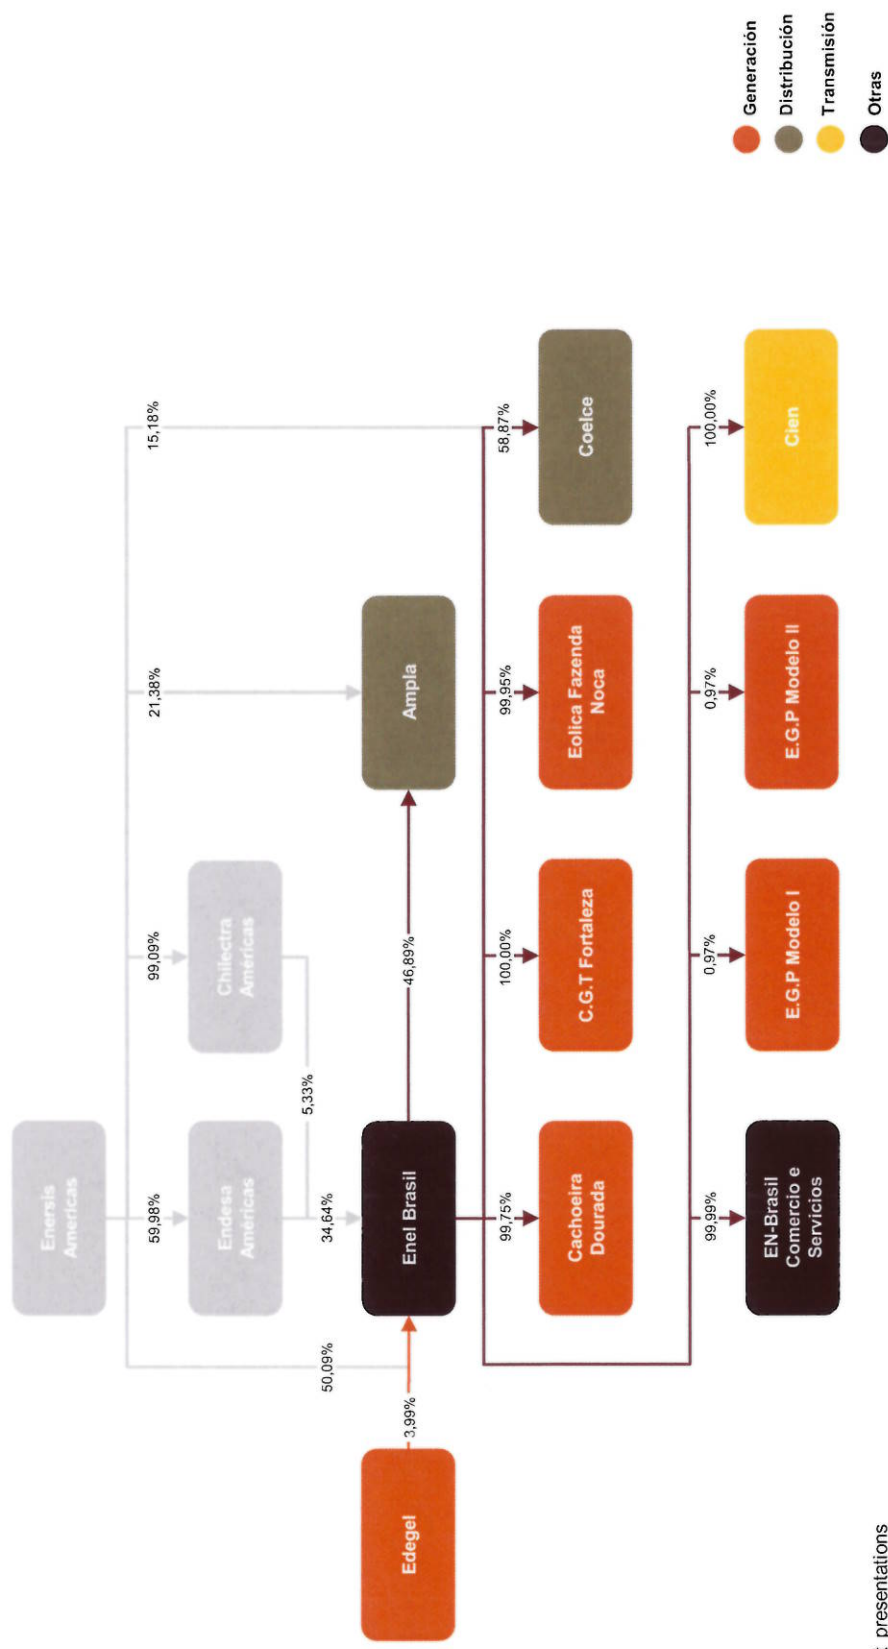 Enersis
Americas
59,98%
99,09%
21,38%
15,18%
Endesa
Américas
Chilectra
Américas
50,09%
34,64%
5,33%
Edegel
3,99%
Enel Brasil
46,89%
Ampla
99,75%
100,00%
99,95%
58,87%
Cachoeira
Dourada
C.G.T Fortaleza
Eolica Fazenda
Noca
Coelce
99,99%
0,97%
0,97%
100,00%
EN-Brasil
Comercio e
Servicios
E.G.P Modelo I
E.G.P Modelo II
Cien
Generación
Distribución
Transmisión
Otras
presentations